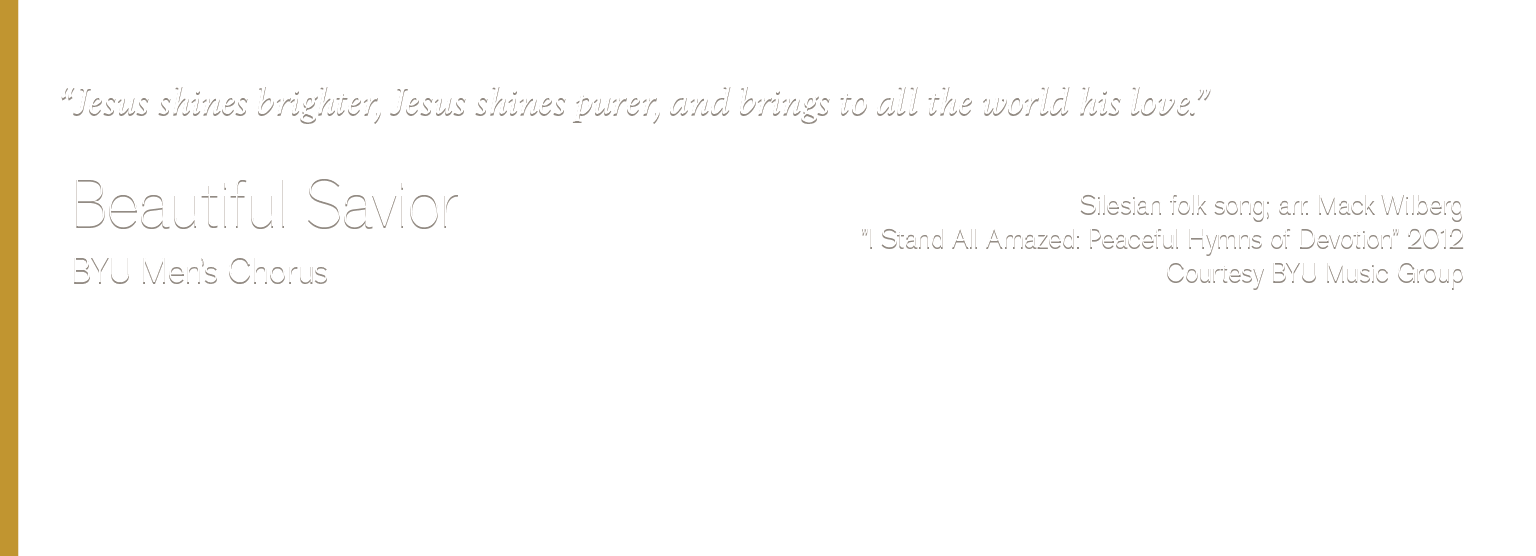 “Jesus shines brighter, Jesus shines purer, and brings to all the world his love.”
Beautiful Savior
BYU Men's Chorus
Silesian folk song; arr. Mack Wilberg
"I Stand All Amazed: Peaceful Hymns of Devotion" 2012
Courtesy BYU Music Group